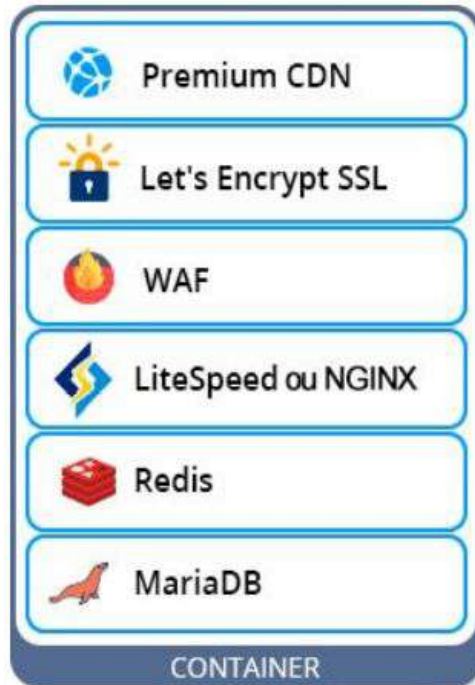 Premium CDN
Let's Encrypt SSL
WAF
LiteSpeed ou NGINX
Redis
MariaDB
CONTAINER